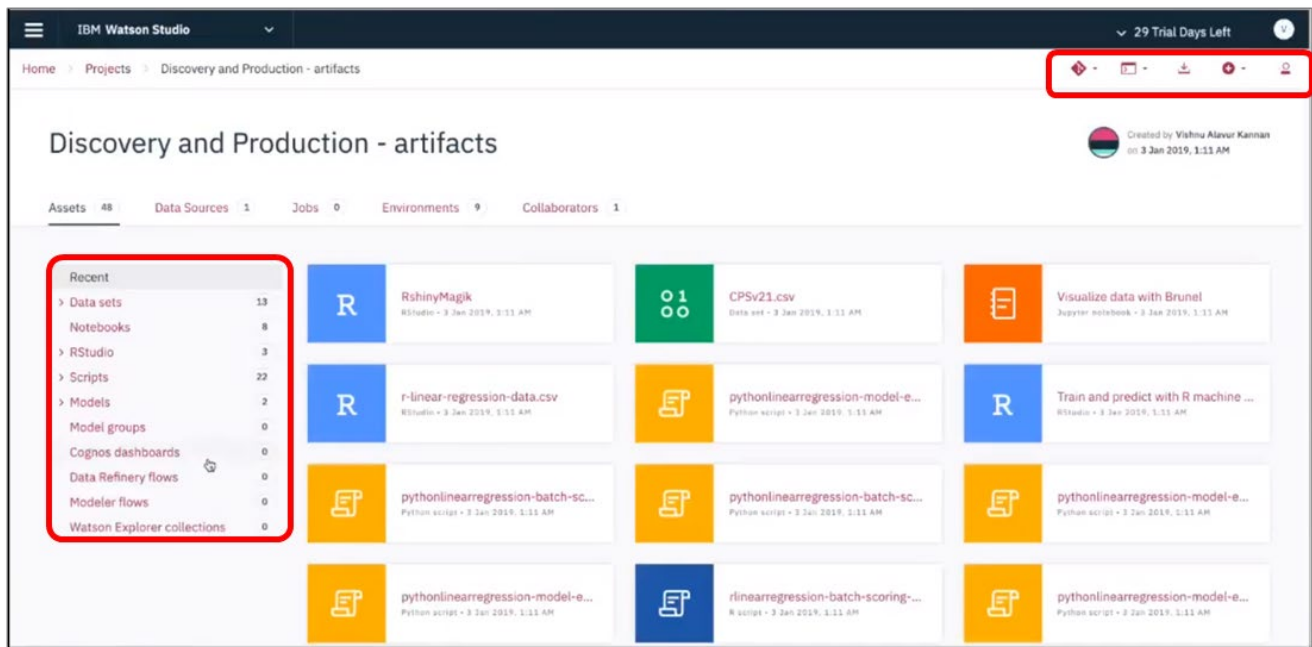 IBM Watson Studio
29 Trial Days Left
V
Home > Projects > Discovery and Production - artifacts
Discovery and Production - artifacts
Created by Vishnu Alavur Kannan
on 3 Jan 2019, 1:11 AM
Assets 48 Data Sources 1 Jobs 0 Environments 9 Collaborators 1
Recent
> Data sets 13
Notebooks 8
> RStudio 3
> Scripts 22
> Models 2
Model groups 0
Cognos dashboards 0
Data Refinery flows 0
Modeler flows 0
Watson Explorer collections 0
R
RshinyMagik
RStudio - 3 Jan 2019, 1:11 AM
01
00
CPSv21.csv
Data set - 3 Jan 2019, 1:11 AM
Visualize data with Brunel
Jupyter notebook - 3 Jan 2019, 1:11 AM
R
r-linear-regression-data.csv
RStudio - 3 Jan 2019, 1:11 AM
pythonlinearregression-model-e...
Python script - 3 Jan 2019, 1:11 AM
R
Train and predict with R machine ...
RStudio - 3 Jan 2019, 1:11 AM
pythonlinearregression-batch-sc...
Python script - 3 Jan 2019, 1:11 AM
pythonlinearregression-batch-sc...
Python script - 3 Jan 2019, 1:11 AM
pythonlinearregression-model-e...
Python script - 3 Jan 2019, 1:11 AM
pythonlinearregression-model-e...
Python script - 3 Jan 2019, 1:11 AM
rlinearregression-batch-scoring-...
R script - 3 Jan 2019, 1:11 AM
pythonlinearregression-model-e...
Python script - 3 Jan 2019, 1:11 AM